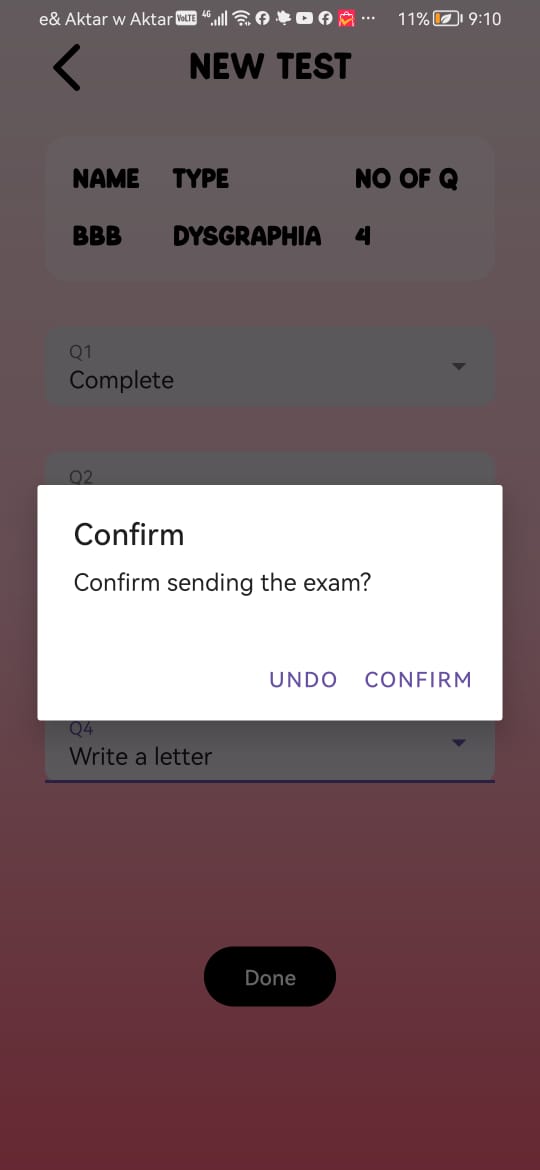 e& Aktar w Aktar VoLTE 4G 11% 9:10
NEW TEST
NAME TYPE NO OF Q
BBB DYSGRAPHIA 4
Q1
Complete
Q2
Confirm
Confirm sending the exam?
UNDO CONFIRM
Q4
Write a letter
Done